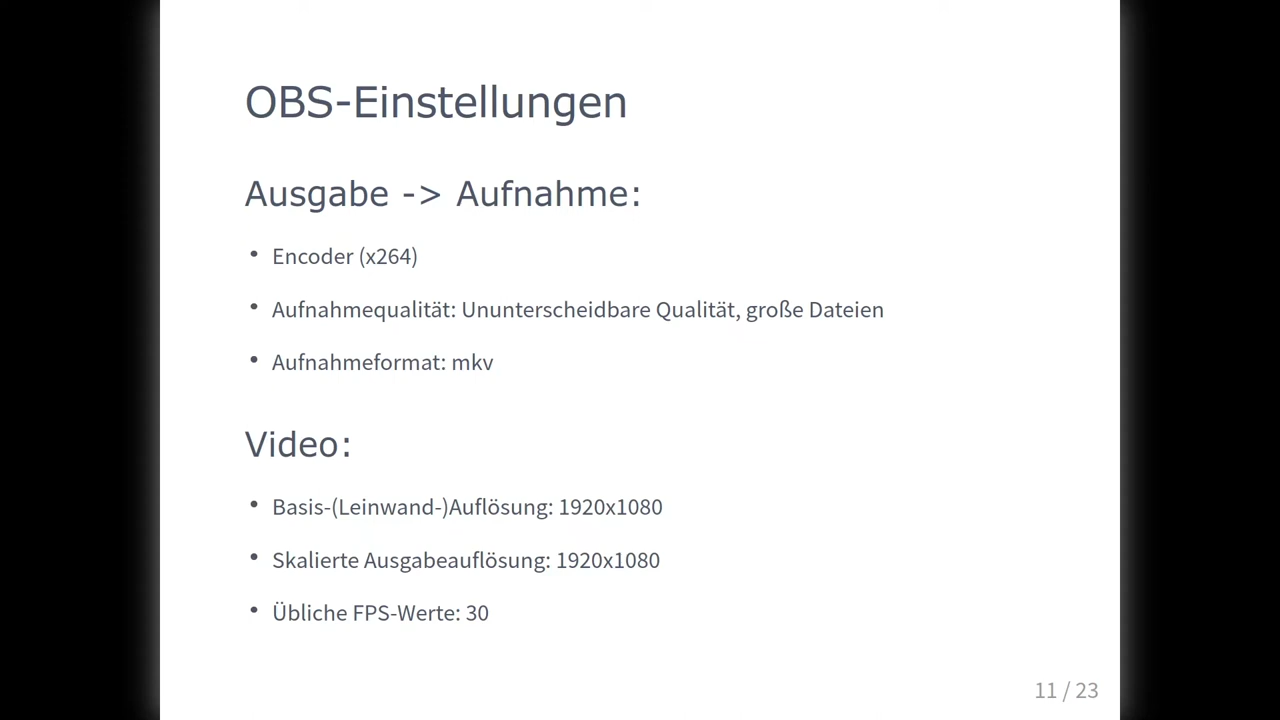 OBS-Einstellungen
Ausgabe -> Aufnahme:
• Encoder (x264)
• Aufnahmequalität: Ununterscheidbare Qualität, große Dateien
• Aufnahmeformat: mkv
Video:
• Basis-(Leinwand-)Auflösung: 1920x1080
• Skalierte Ausgabeauflösung: 1920x1080
• Übliche FPS-Werte: 30
11 / 23